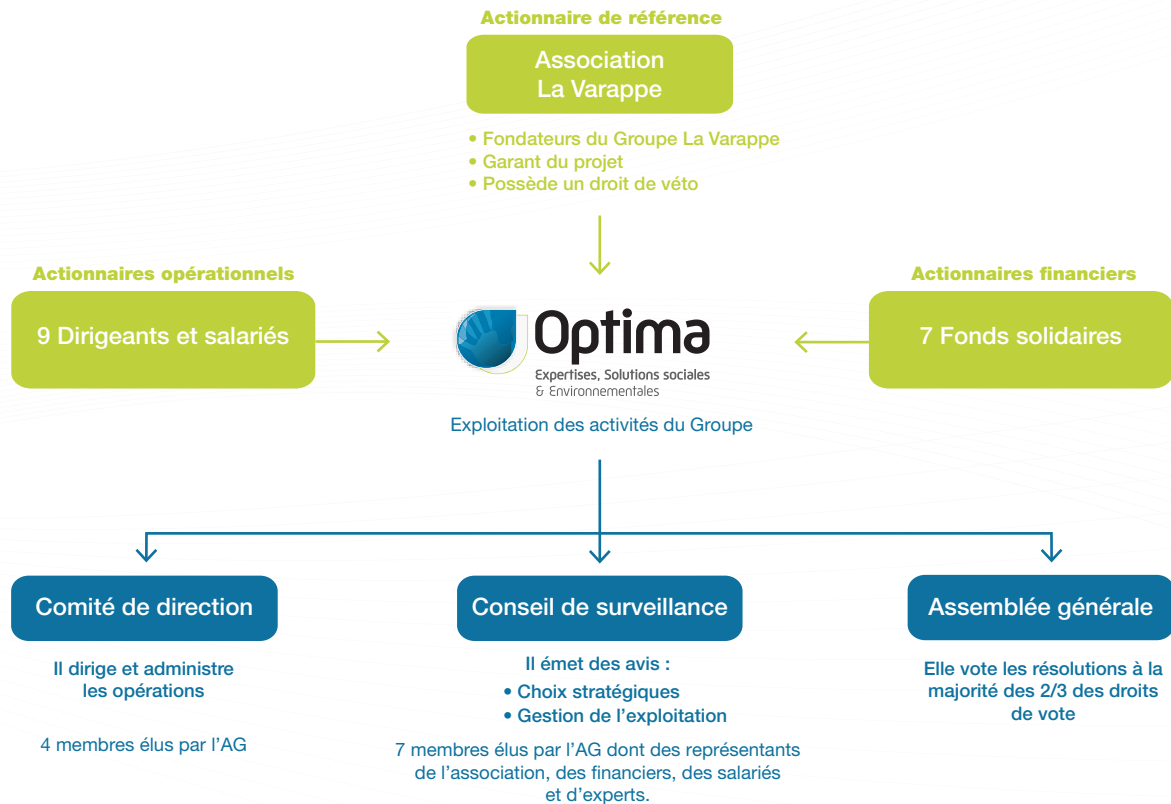 Actionnaire de référence
Association
La Varappe
• Fondateurs du Groupe La Varappe
• Garant du projet
• Possède un droit de véto
Actionnaires opérationnels
9 Dirigeants et salariés
Actionnaires financiers
7 Fonds solidaires
Optima
Expertises, Solutions sociales
& Environnementales
Exploitation des activités du Groupe
Comité de direction
Il dirige et administre
les opérations
4 membres élus par l'AG
Conseil de surveillance
Il émet des avis :
• Choix stratégiques
• Gestion de l'exploitation
7 membres élus par l'AG dont des représentants
de l'association, des financiers, des salariés
et d'experts.
Assemblée générale
Elle vote les résolutions à la
majorité des 2/3 des droits
de vote